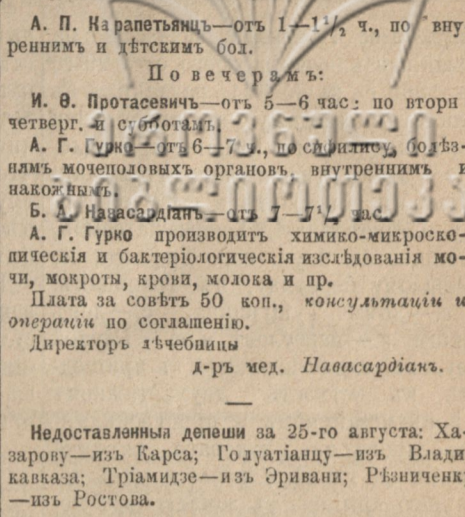 А. П. Карапетьянцъ—отъ 1—1½ ч., по вну
реннимъ и дѣтскимъ бол.
По вечерамъ:
И. Ѳ. Протасевичъ—отъ 5—6 час. по вторн
четверг. и субботамъ.
А. Г. Гурко—отъ 6—7 ч., по сифилису, болѣз-
нямъ мочеполовыхъ органовъ, внутреннимъ и
накожнымъ.
Б. А. Навасардіанъ—отъ 7—7½ час.
А. Г. Гурко производитъ химико-микроско-
пическія и бактеріологическія изслѣдованія мо-
чи, мокроты, крови, молока и пр.
Плата за совѣтъ 50 коп., консультаціи и
операціи по соглашенію.
Директоръ лѣчебницы
д-ръ мед. Навасардіанъ.
Недоставленныя депеши за 25-го августа: Ха-
зарову—изъ Карса; Голуатіанцу—изъ Влади
кавказа; Тріамидзе—изъ Эривани; Рѣзниченк
—изъ Ростова.